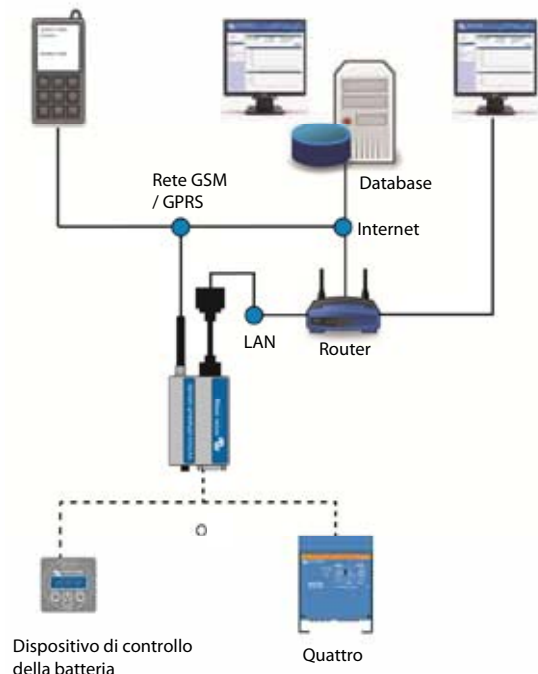 Rete GSM
/ GPRS
Database
Internet
LAN
Router
Dispositivo di controllo
della batteria
Quattro